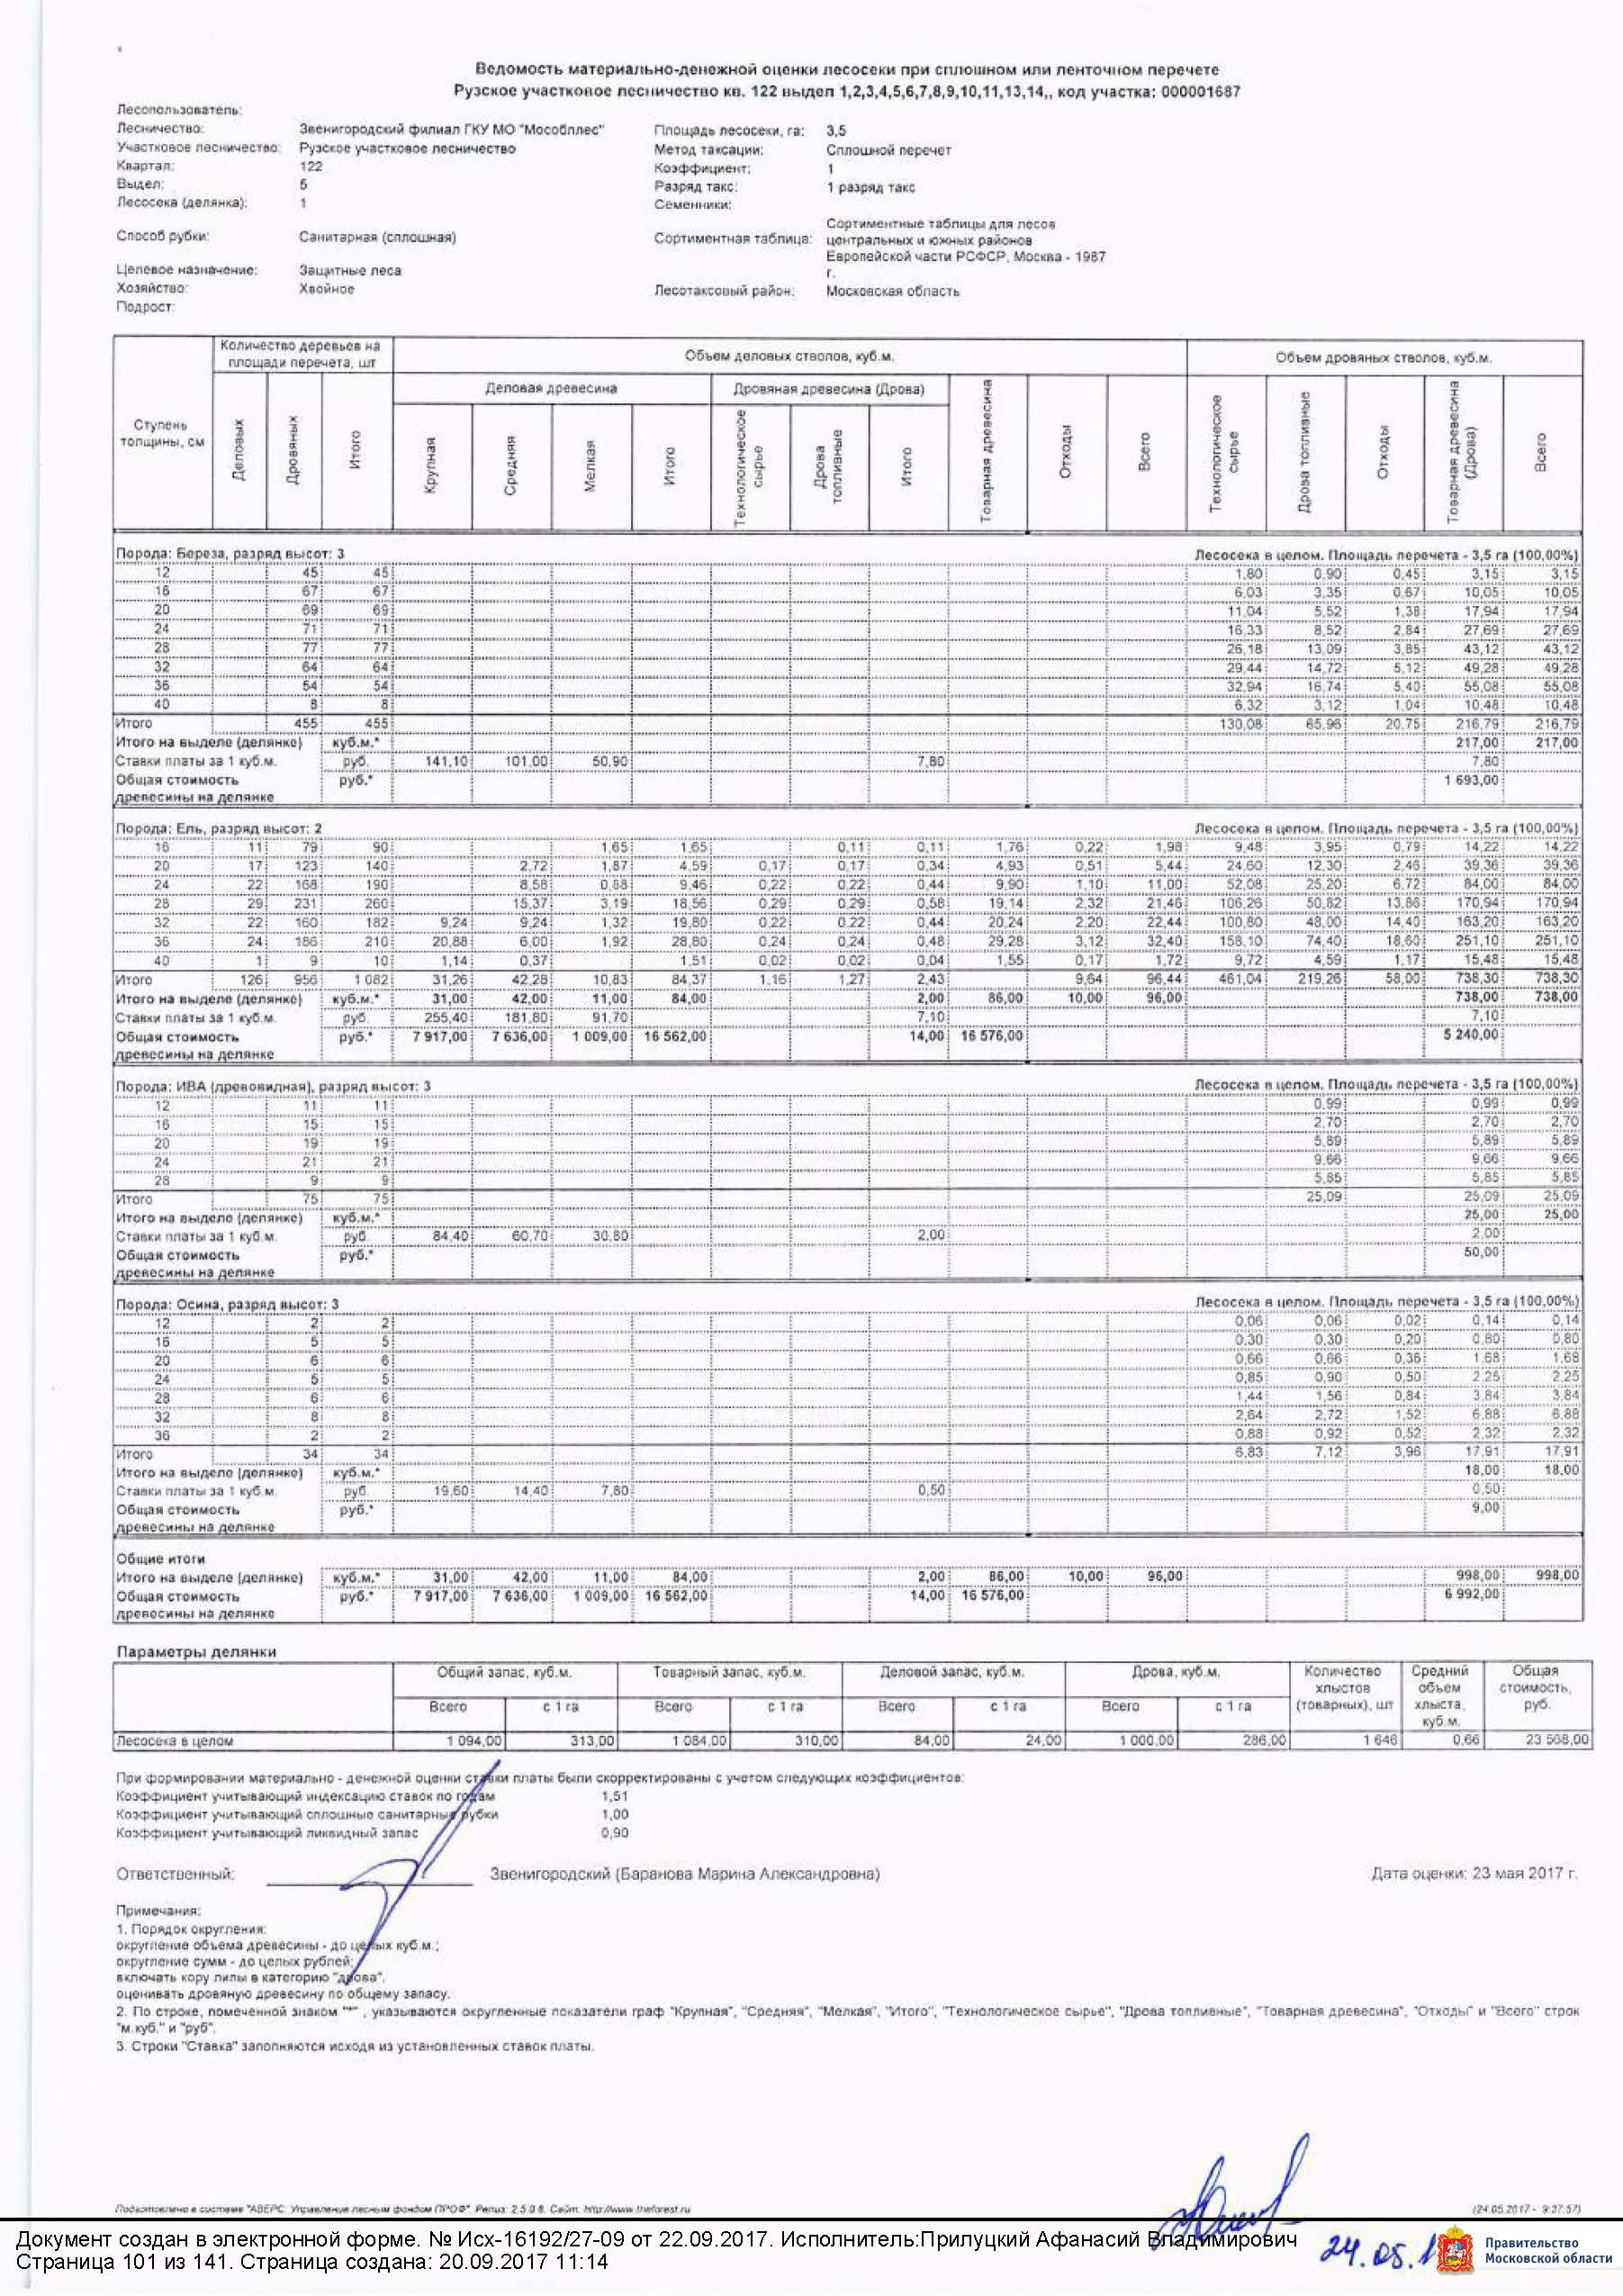 Ведомость материально-денежной оценки лесосеки при сплошном или ленточном перечете
Рузское участковое лесничество кв. 122 выдел 1,2,3,4,5,6,7,8,9,10,11,13,14,, код участка: 000001687
Лесопользователь:
Лесничество: Звенигородский филиал ГКУ МО "Мособллес" Площадь лесосеки, га: 3,5
Участковое лесничество: Рузское участковое лесничество Метод таксации: Сплошной перечет
Квартал: 122 Коэффициент: 1
Выдел: 5 Разряд такс: 1 разряд такс
Лесосека (делянка): 1 Семенники:
Способ рубки: Санитарная (сплошная) Сортиментная таблица: Сортиментные таблицы для лесов
центральных и южных районов
Европейской части РСФСР, Москва - 1987
г.
Целевое назначение: Защитные леса
Хозяйство: Хвойное Лесотаксовый район: Московская область
Подрост:
Ступень толщины, см Количество деревьев на площади перечета, шт Объем деловых стволов, куб.м. Объем дровяных стволов, куб.м.
Деловая древесина Дровяная древесина (Дрова)
Деловых Дровяных Итого Крупная Средняя Мелкая Итого Технологическое сырье Дрова топливные Итого Товарная древесина Отходы Всего Технологическое сырье Дрова топливные Отходы Товарная древесина (Дрова) Всего
Порода: Береза, разряд высот: 3 Лесосека в целом. Площадь перечета - 3,5 га (100,00%)
12 45 45 1,80 0,90 0,45 3,15 3,15
16 67 67 6,03 3,35 0,67 10,05 10,05
20 69 69 11,04 5,52 1,38 17,94 17,94
24 71 71 16,33 8,52 2,84 27,69 27,69
28 77 77 26,18 13,09 3,85 43,12 43,12
32 64 64 29,44 14,72 5,12 49,28 49,28
36 54 54 32,94 16,74 5,40 55,08 55,08
40 8 8 6,32 3,12 1,04 10,48 10,48
Итого 455 455 130,08 65,96 20,75 216,79 216,79
Итого на выделе (делянке) куб.м.* 217,00 217,00
Ставки платы за 1 куб.м. руб. 141,10 101,00 50,90 7,80 7,80
Общая стоимость руб.* 1 693,00
древесины на делянке
Порода: Ель, разряд высот: 2 Лесосека в целом. Площадь перечета - 3,5 га (100,00%)
16 11 79 90 1,65 1,65 0,11 0,11 1,76 0,22 1,98 9,48 3,95 0,79 14,22 14,22
20 17 123 140 2,72 1,87 4,59 0,17 0,17 0,34 4,93 0,51 5,44 24,60 12,30 2,46 39,36 39,36
24 22 168 190 8,58 0,88 9,46 0,22 0,22 0,44 9,90 1,10 11,00 52,08 25,20 6,72 84,00 84,00
28 29 231 260 15,37 3,19 18,56 0,29 0,29 0,58 19,14 2,32 21,46 106,26 50,82 13,86 170,94 170,94
32 22 160 182 9,24 9,24 1,32 19,80 0,22 0,22 0,44 20,24 2,20 22,44 100,80 48,00 14,40 163,20 163,20
36 24 186 210 20,88 6,00 1,92 28,80 0,24 0,24 0,48 29,28 3,12 32,40 158,10 74,40 18,60 251,10 251,10
40 1 9 10 1,14 0,37 1,51 0,02 0,02 0,04 1,55 0,17 1,72 9,72 4,59 1,17 15,48 15,48
Итого 126 956 1 082 31,26 42,28 10,83 84,37 1,16 1,27 2,43 9,64 96,44 461,04 219,26 58,00 738,30 738,30
Итого на выделе (делянке) куб.м.* 31,00 42,00 11,00 84,00 2,00 86,00 10,00 96,00 738,00 738,00
Ставки платы за 1 куб.м. руб. 255,40 181,80 91,70 7,10 7,10
Общая стоимость руб.* 7 917,00 7 636,00 1 009,00 16 562,00 14,00 16 576,00 5 240,00
древесины на делянке
Порода: ИВА (древовидная), разряд высот: 3 Лесосека в целом. Площадь перечета - 3,5 га (100,00%)
12 11 11 0,99 0,99 0,99
16 15 15 2,70 2,70 2,70
20 19 19 5,89 5,89 5,89
24 21 21 9,66 9,66 9,66
28 9 9 5,85 5,85 5,85
Итого 75 75 25,09 25,09 25,09
Итого на выделе (делянке) куб.м.* 25,00 25,00
Ставки платы за 1 куб.м. руб. 84,40 60,70 30,80 2,00 2,00
Общая стоимость руб.* 50,00
древесины на делянке
Порода: Осина, разряд высот: 3 Лесосека в целом. Площадь перечета - 3,5 га (100,00%)
12 2 2 0,06 0,06 0,02 0,14 0,14
16 5 5 0,30 0,30 0,20 0,80 0,80
20 6 6 0,66 0,66 0,36 1,68 1,68
24 5 5 0,85 0,90 0,50 2,25 2,25
28 6 6 1,44 1,56 0,84 3,84 3,84
32 8 8 2,64 2,72 1,52 6,88 6,88
36 2 2 0,88 0,92 0,52 2,32 2,32
Итого 34 34 6,83 7,12 3,96 17,91 17,91
Итого на выделе (делянке) куб.м.* 18,00 18,00
Ставки платы за 1 куб.м. руб. 19,60 14,40 7,80 0,50 0,50
Общая стоимость руб.* 9,00
древесины на делянке
Общие итоги
Итого на выделе (делянке) куб.м.* 31,00 42,00 11,00 84,00 2,00 86,00 10,00 96,00 998,00 998,00
Общая стоимость руб.* 7 917,00 7 636,00 1 009,00 16 562,00 14,00 16 576,00 6 992,00
древесины на делянке
Параметры делянки
Общий запас, куб.м. Товарный запас, куб.м. Деловой запас, куб.м. Дрова, куб.м. Количество хлыстов (товарных), шт Средний объем хлыста, куб.м. Общая стоимость, руб.
Всего с 1 га Всего с 1 га Всего с 1 га Всего с 1 га
Лесосека в целом 1 094,00 313,00 1 084,00 310,00 84,00 24,00 1 000,00 286,00 1 646 0,66 23 568,00
При формировании материально - денежной оценки ставки платы были скорректированы с учетом следующих коэффициентов:
Коэффициент учитывающий индексацию ставок по годам 1,51
Коэффициент учитывающий сплошные санитарные рубки 1,00
Коэффициент учитывающий ликвидный запас 0,90
Ответственный: Звенигородский (Баранова Марина Александровна) Дата оценки: 23 мая 2017 г.
Примечания:
1. Порядок округления:
округление объема древесины - до целых куб.м.;
округление сумм - до целых рублей;
включать кору липы в категорию "дрова".
оценивать дровяную древесину по общему запасу.
2. По строке, помеченной знаком "*" , указываются округленные показатели граф "Крупная", "Средняя", "Мелкая", "Итого", "Технологическое сырье", "Дрова топливные", "Товарная древесина", "Отходы" и "Всего" строк
"м.куб." и "руб".
3. Строки "Ставка" заполняются исходя из установленных ставок платы.
Подготовлено в системе "АВЕРС: Управление лесным фондом ПРОФ". Релиз: 2.5.0.8. Сайт: http://www.theforest.ru (24.05.2017 - 9:37:57)
Документ создан в электронной форме. № Исх-16192/27-09 от 22.09.2017. Исполнитель:Прилуцкий Афанасий Владимирович
Страница 101 из 141. Страница создана: 20.09.2017 11:14
24.05.1
Правительство
Московской области